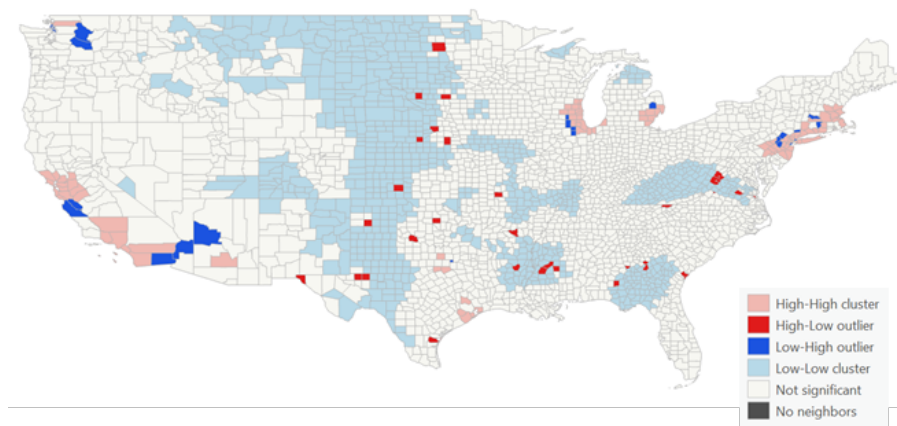 High-High cluster
High-Low outlier
Low-High outlier
Low-Low cluster
Not significant
No neighbors